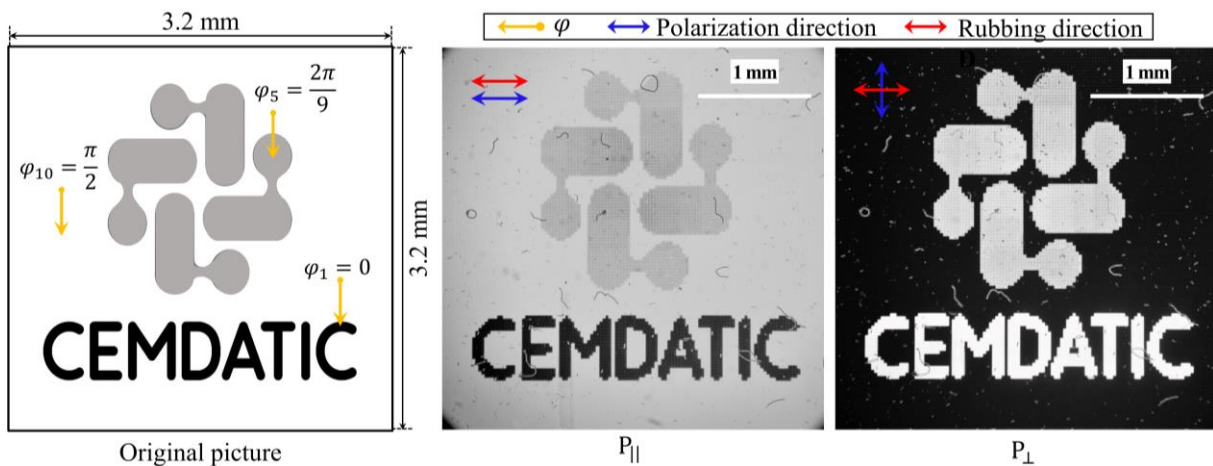 3.2 mm
φ
Polarization direction
Rubbing direction
φ₅ = 2π/9
φ₁₀ = π/2
φ₁ = 0
CEMDATIC
3.2 mm
Original picture
1 mm
CEMDATIC
P||
D
1 mm
CEMDATIC
P⊥